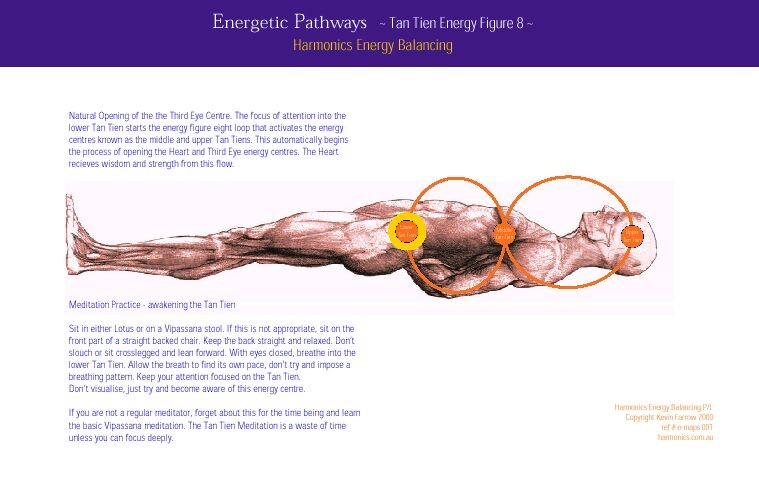 Energetic Pathways ~ Tan Tien Energy Figure 8 ~
Harmonics Energy Balancing
Natural Opening of the the Third Eye Centre. The focus of attention into the
lower Tan Tien starts the energy figure eight loop that activates the energy
centres known as the middle and upper Tan Tiens. This automatically begins
the process of opening the Heart and Third Eye energy centres. The Heart
recieves wisdom and strength from this flow.
Meditation Practice - awakening the Tan Tien
Sit in either Lotus or on a Vipassana stool. If this is not appropriate, sit on the
front part of a straight backed chair. Keep the back straight and relaxed. Don't
slouch or sit crosslegged and lean forward. With eyes closed, breathe into the
lower Tan Tien. Allow the breath to find its own pace, don't try and impose a
breathing pattern. Keep your attention focused on the Tan Tien.
Don't visualise, just try and become aware of this energy centre.
If you are not a regular meditator, forget about this for the time being and learn
the basic Vipassana meditation. The Tan Tien Meditation is a waste of time
unless you can focus deeply.
Harmonics Energy Balancing P/L
Copyright Kevin Farrow 2000
ref # e-maps 001
harmonics.com.au